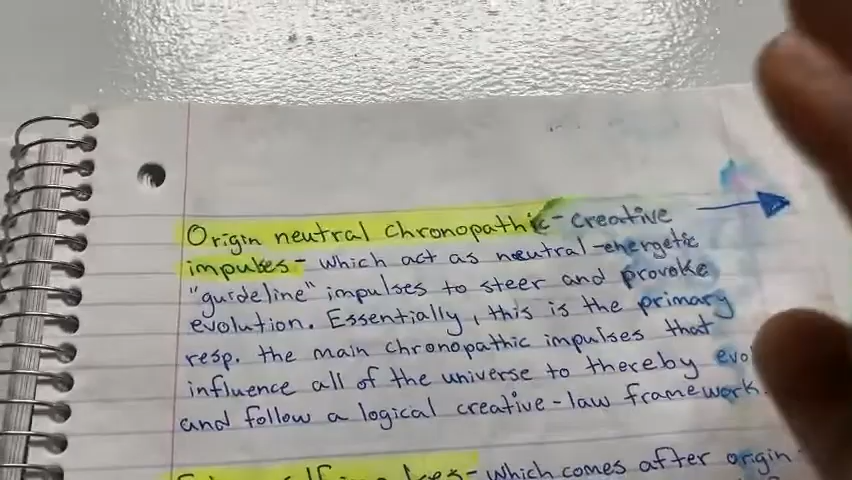 Origin neutral chronopathic-creative
impulses- which act as neutral-energetic
"guideline" impulses to steer and provoke
evolution. Essentially, this is the primary
resp. the main chronopathic impulses that
influence all of the universe to thereby
and follow a logical creative-law framework.
which comes after origin